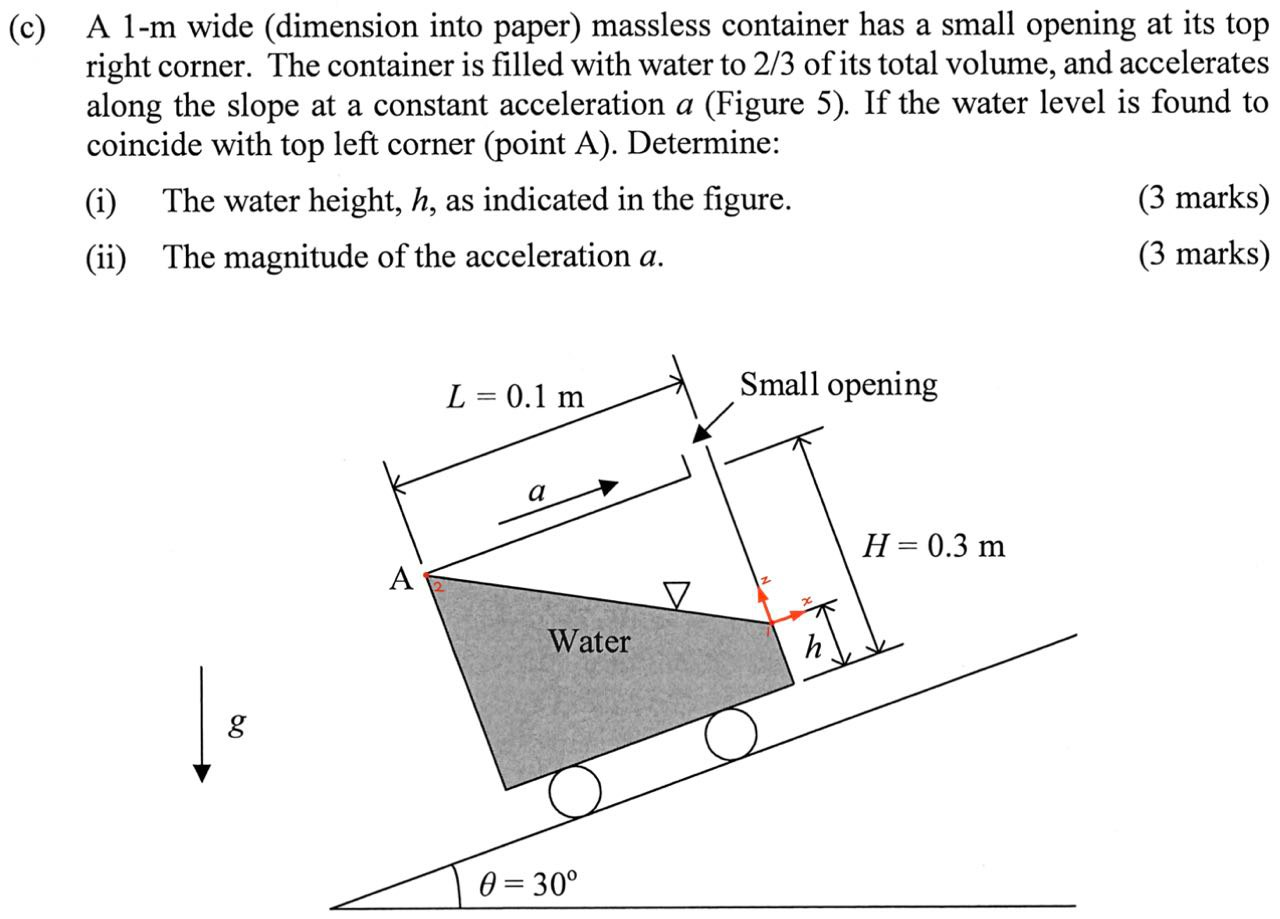 (c) A 1-m wide (dimension into paper) massless container has a small opening at its top
right corner. The container is filled with water to 2/3 of its total volume, and accelerates
along the slope at a constant acceleration a (Figure 5). If the water level is found to
coincide with top left corner (point A). Determine:
(i) The water height, h, as indicated in the figure. (3 marks)
(ii) The magnitude of the acceleration a. (3 marks)
L = 0.1 m
Small opening
a
H = 0.3 m
A
2
z
x
1
Water
h
g
θ = 30°